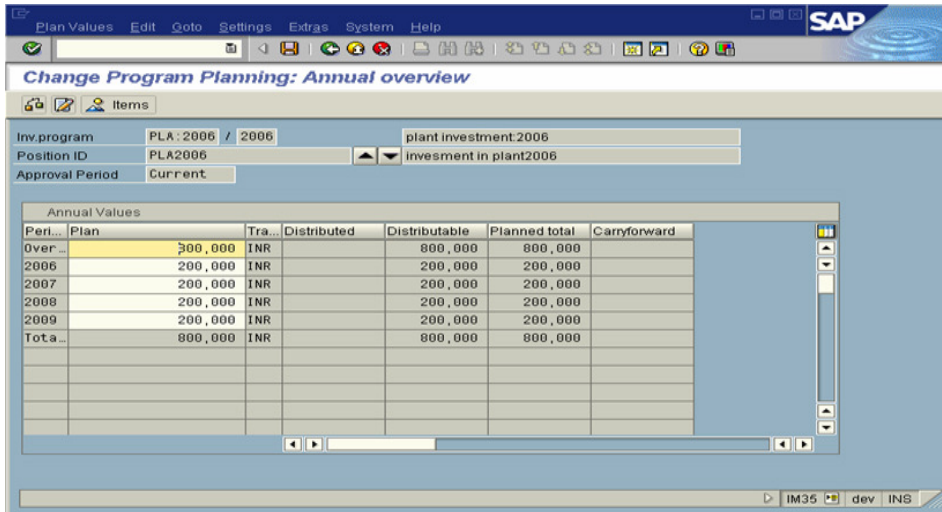 Plan Values Edit Goto Settings Extras System Help
SAP
Change Program Planning: Annual overview
Items
Inv.program PLA:2006 / 2006 plant investment:2006
Position ID PLA2006 invesment in plant2006
Approval Period Current
Annual Values
Peri... Plan Tra... Distributed Distributable Planned total Carryforward
Over... 800,000 INR 800,000 800,000
2006 200,000 INR 200,000 200,000
2007 200,000 INR 200,000 200,000
2008 200,000 INR 200,000 200,000
2009 200,000 INR 200,000 200,000
Tota... 800,000 INR 800,000 800,000
IM35 dev INS